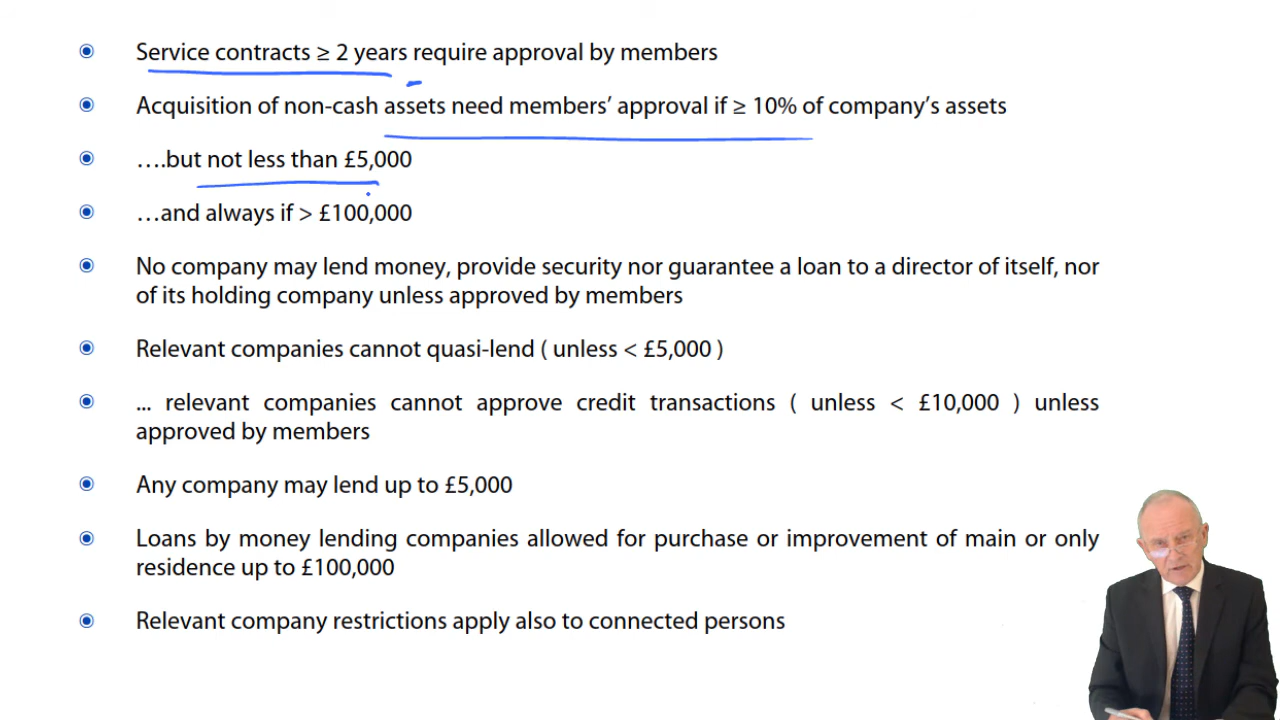 Service contracts ≥ 2 years require approval by members
Acquisition of non-cash assets need members’ approval if ≥ 10% of company’s assets
….but not less than £5,000
…and always if > £100,000
No company may lend money, provide security nor guarantee a loan to a director of itself, nor
of its holding company unless approved by members
Relevant companies cannot quasi-lend ( unless < £5,000 )
... relevant companies cannot approve credit transactions ( unless < £10,000 ) unless
approved by members
Any company may lend up to £5,000
Loans by money lending companies allowed for purchase or improvement of main or only
residence up to £100,000
Relevant company restrictions apply also to connected persons